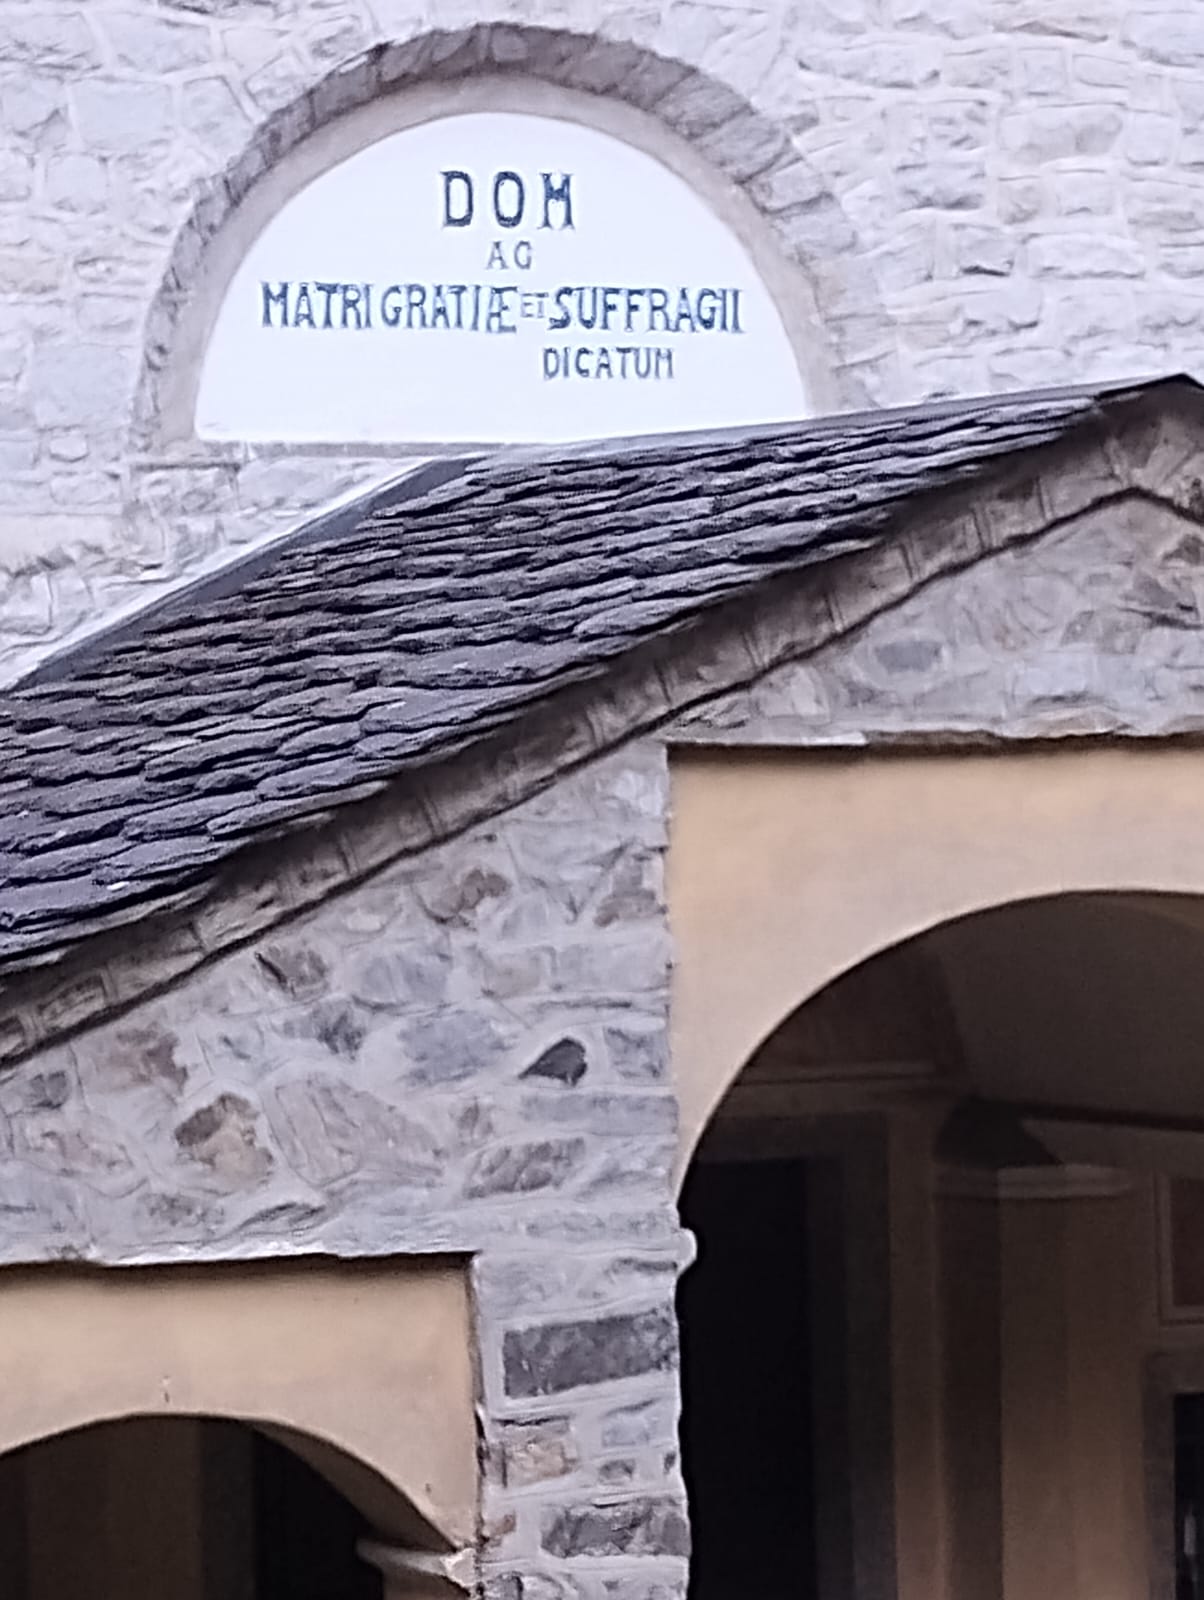 DOM
AC
MATRI GRATIÆ ET SUFFRAGII
DICATUM